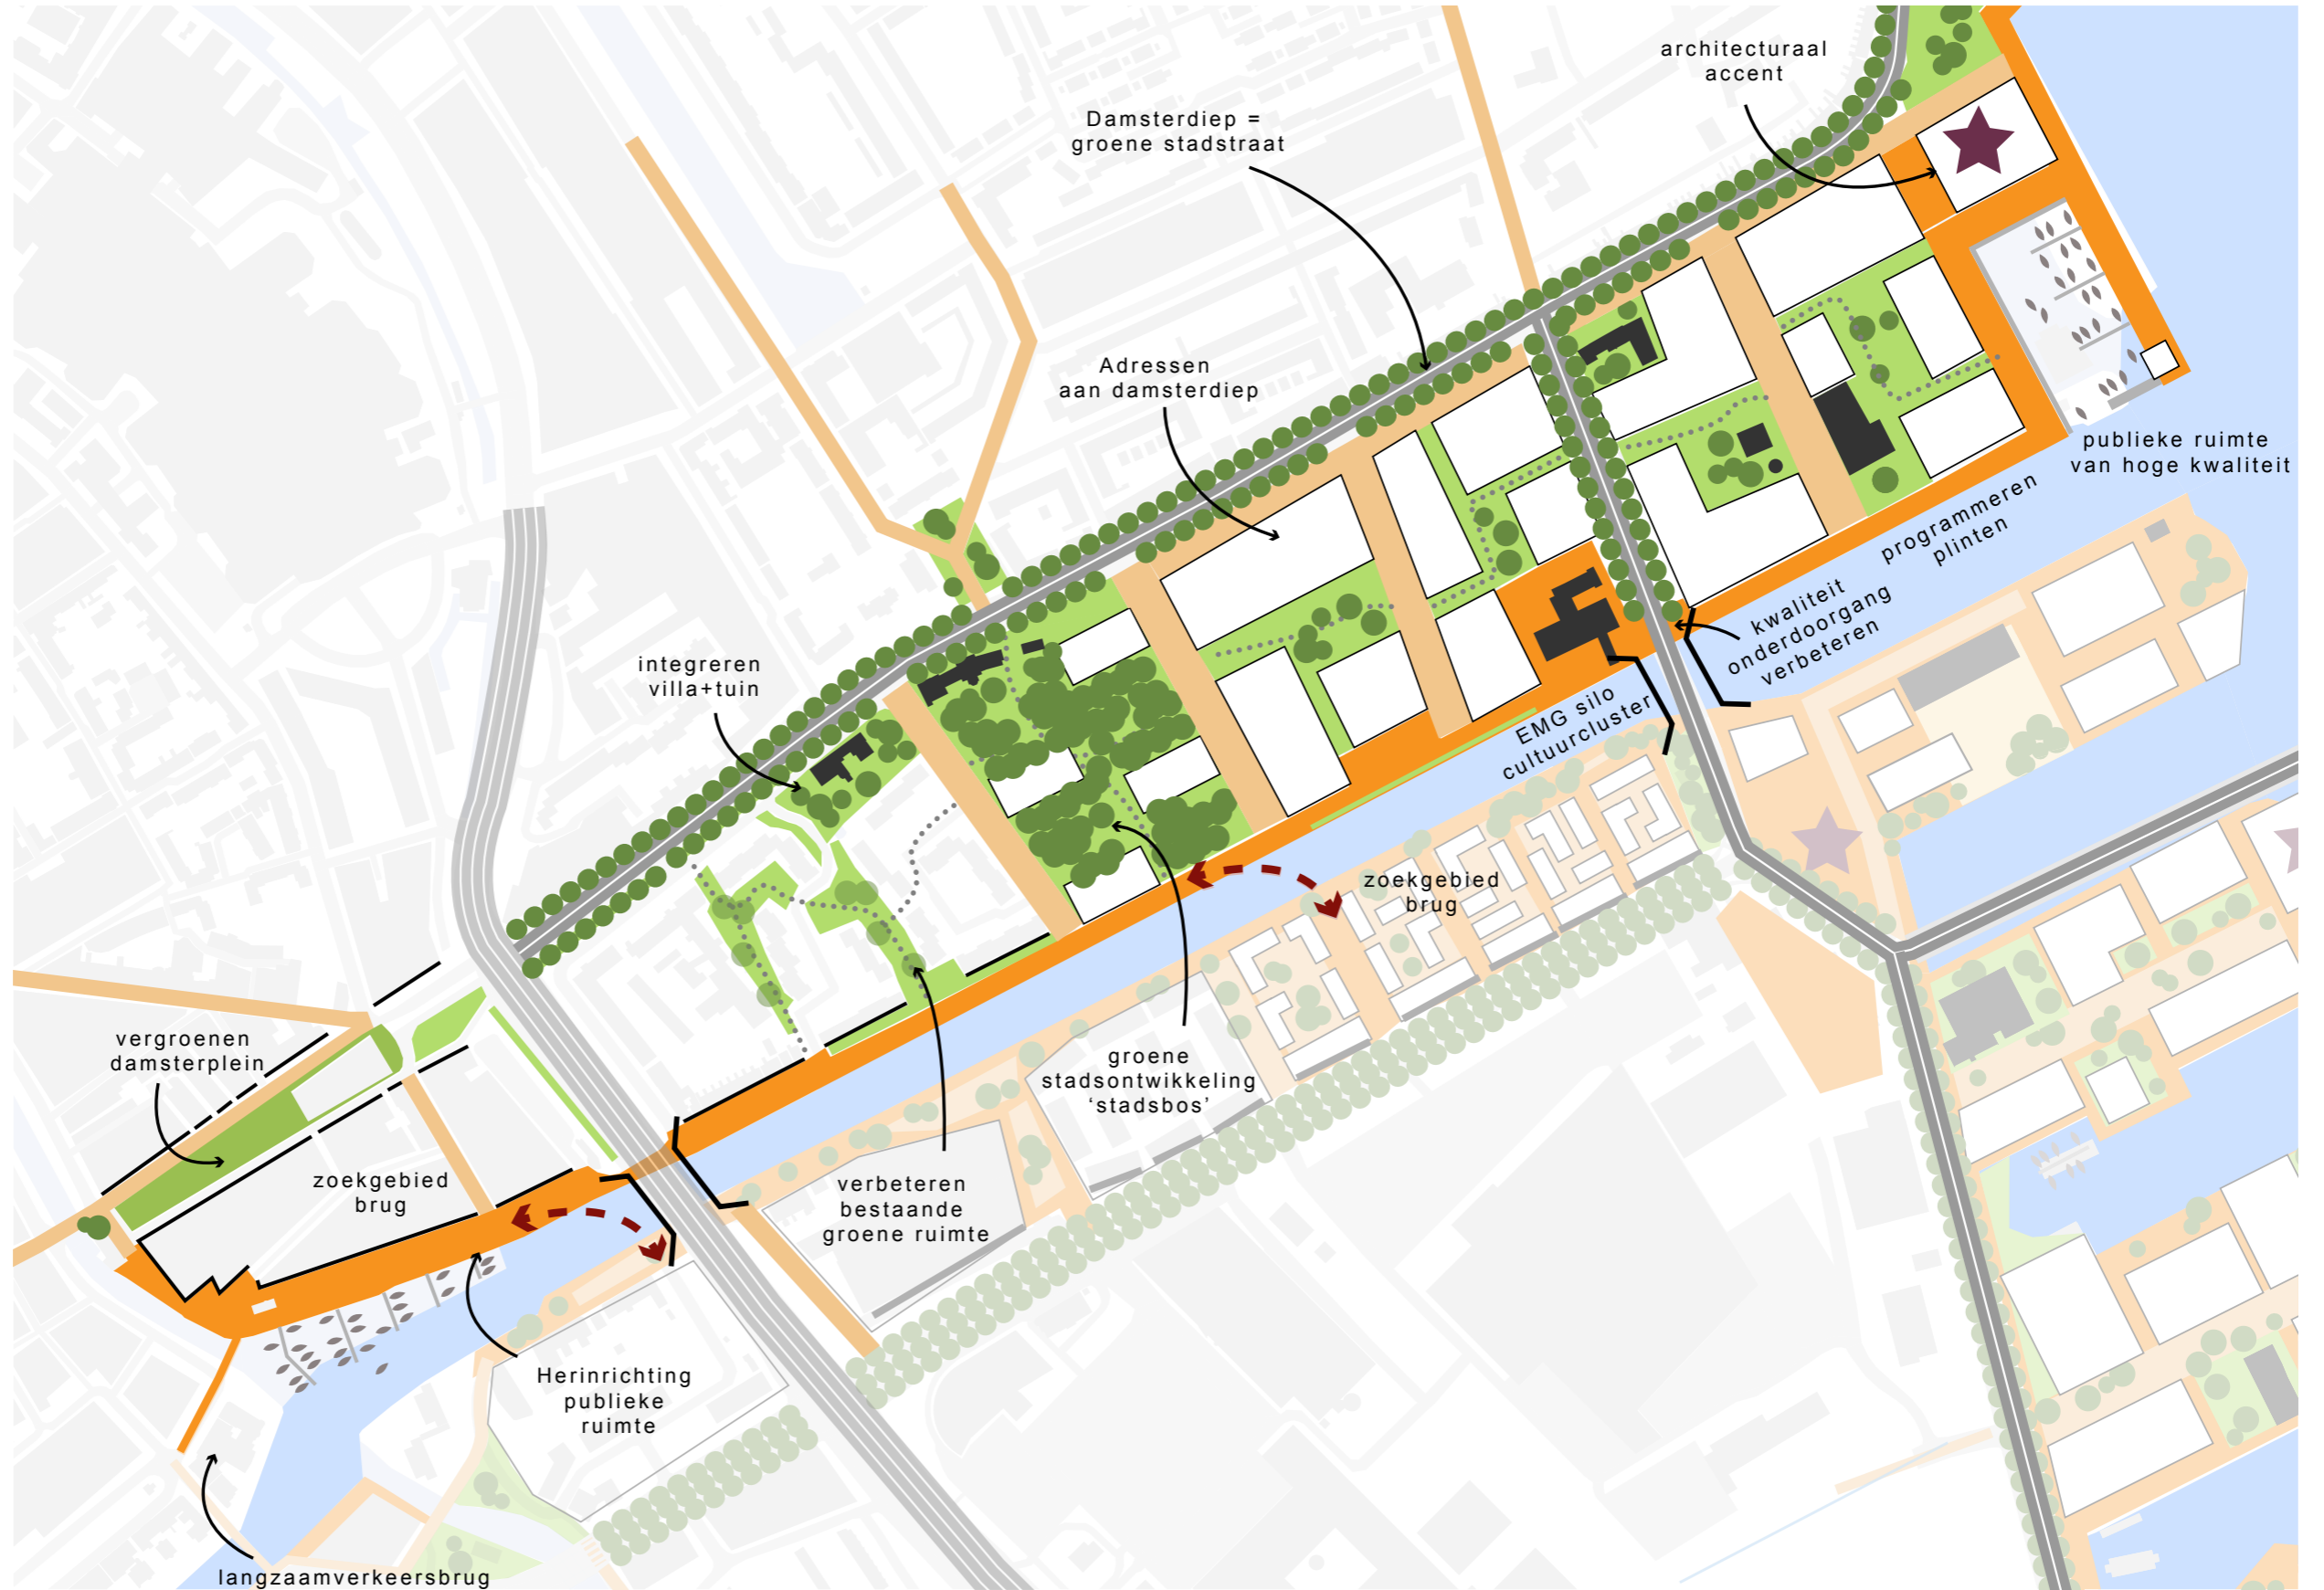 architecturaal
accent
Damsterdiep =
groene stadstraat
Adressen
aan damsterdiep
publieke ruimte
van hoge kwaliteit
programmeren
plinten
kwaliteit
onderdoorgang
verbeteren
integreren
villa+tuin
EMG silo
cultuurcluster
zoekgebied
brug
vergroenen
damsterplein
groene
stadsontwikkeling
‘stadsbos’
zoekgebied
brug
verbeteren
bestaande
groene ruimte
Herinrichting
publieke
ruimte
langzaamverkeersbrug